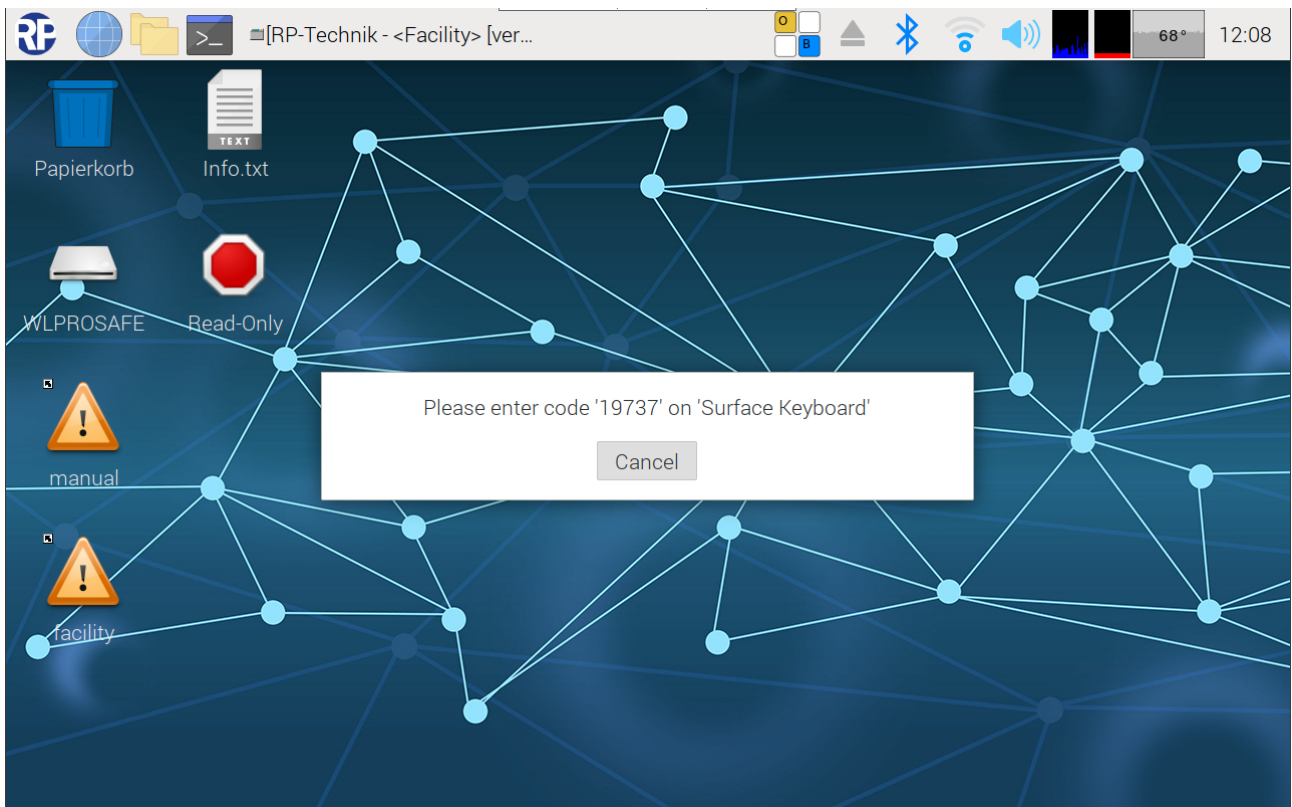 RP
>_
[RP-Technik - <Facility> [ver...
O
B
68°
12:08
TEXT
Papierkorb
Info.txt
WLPROSAFE
Read-Only
Please enter code '19737' on 'Surface Keyboard'
Cancel
manual
facility